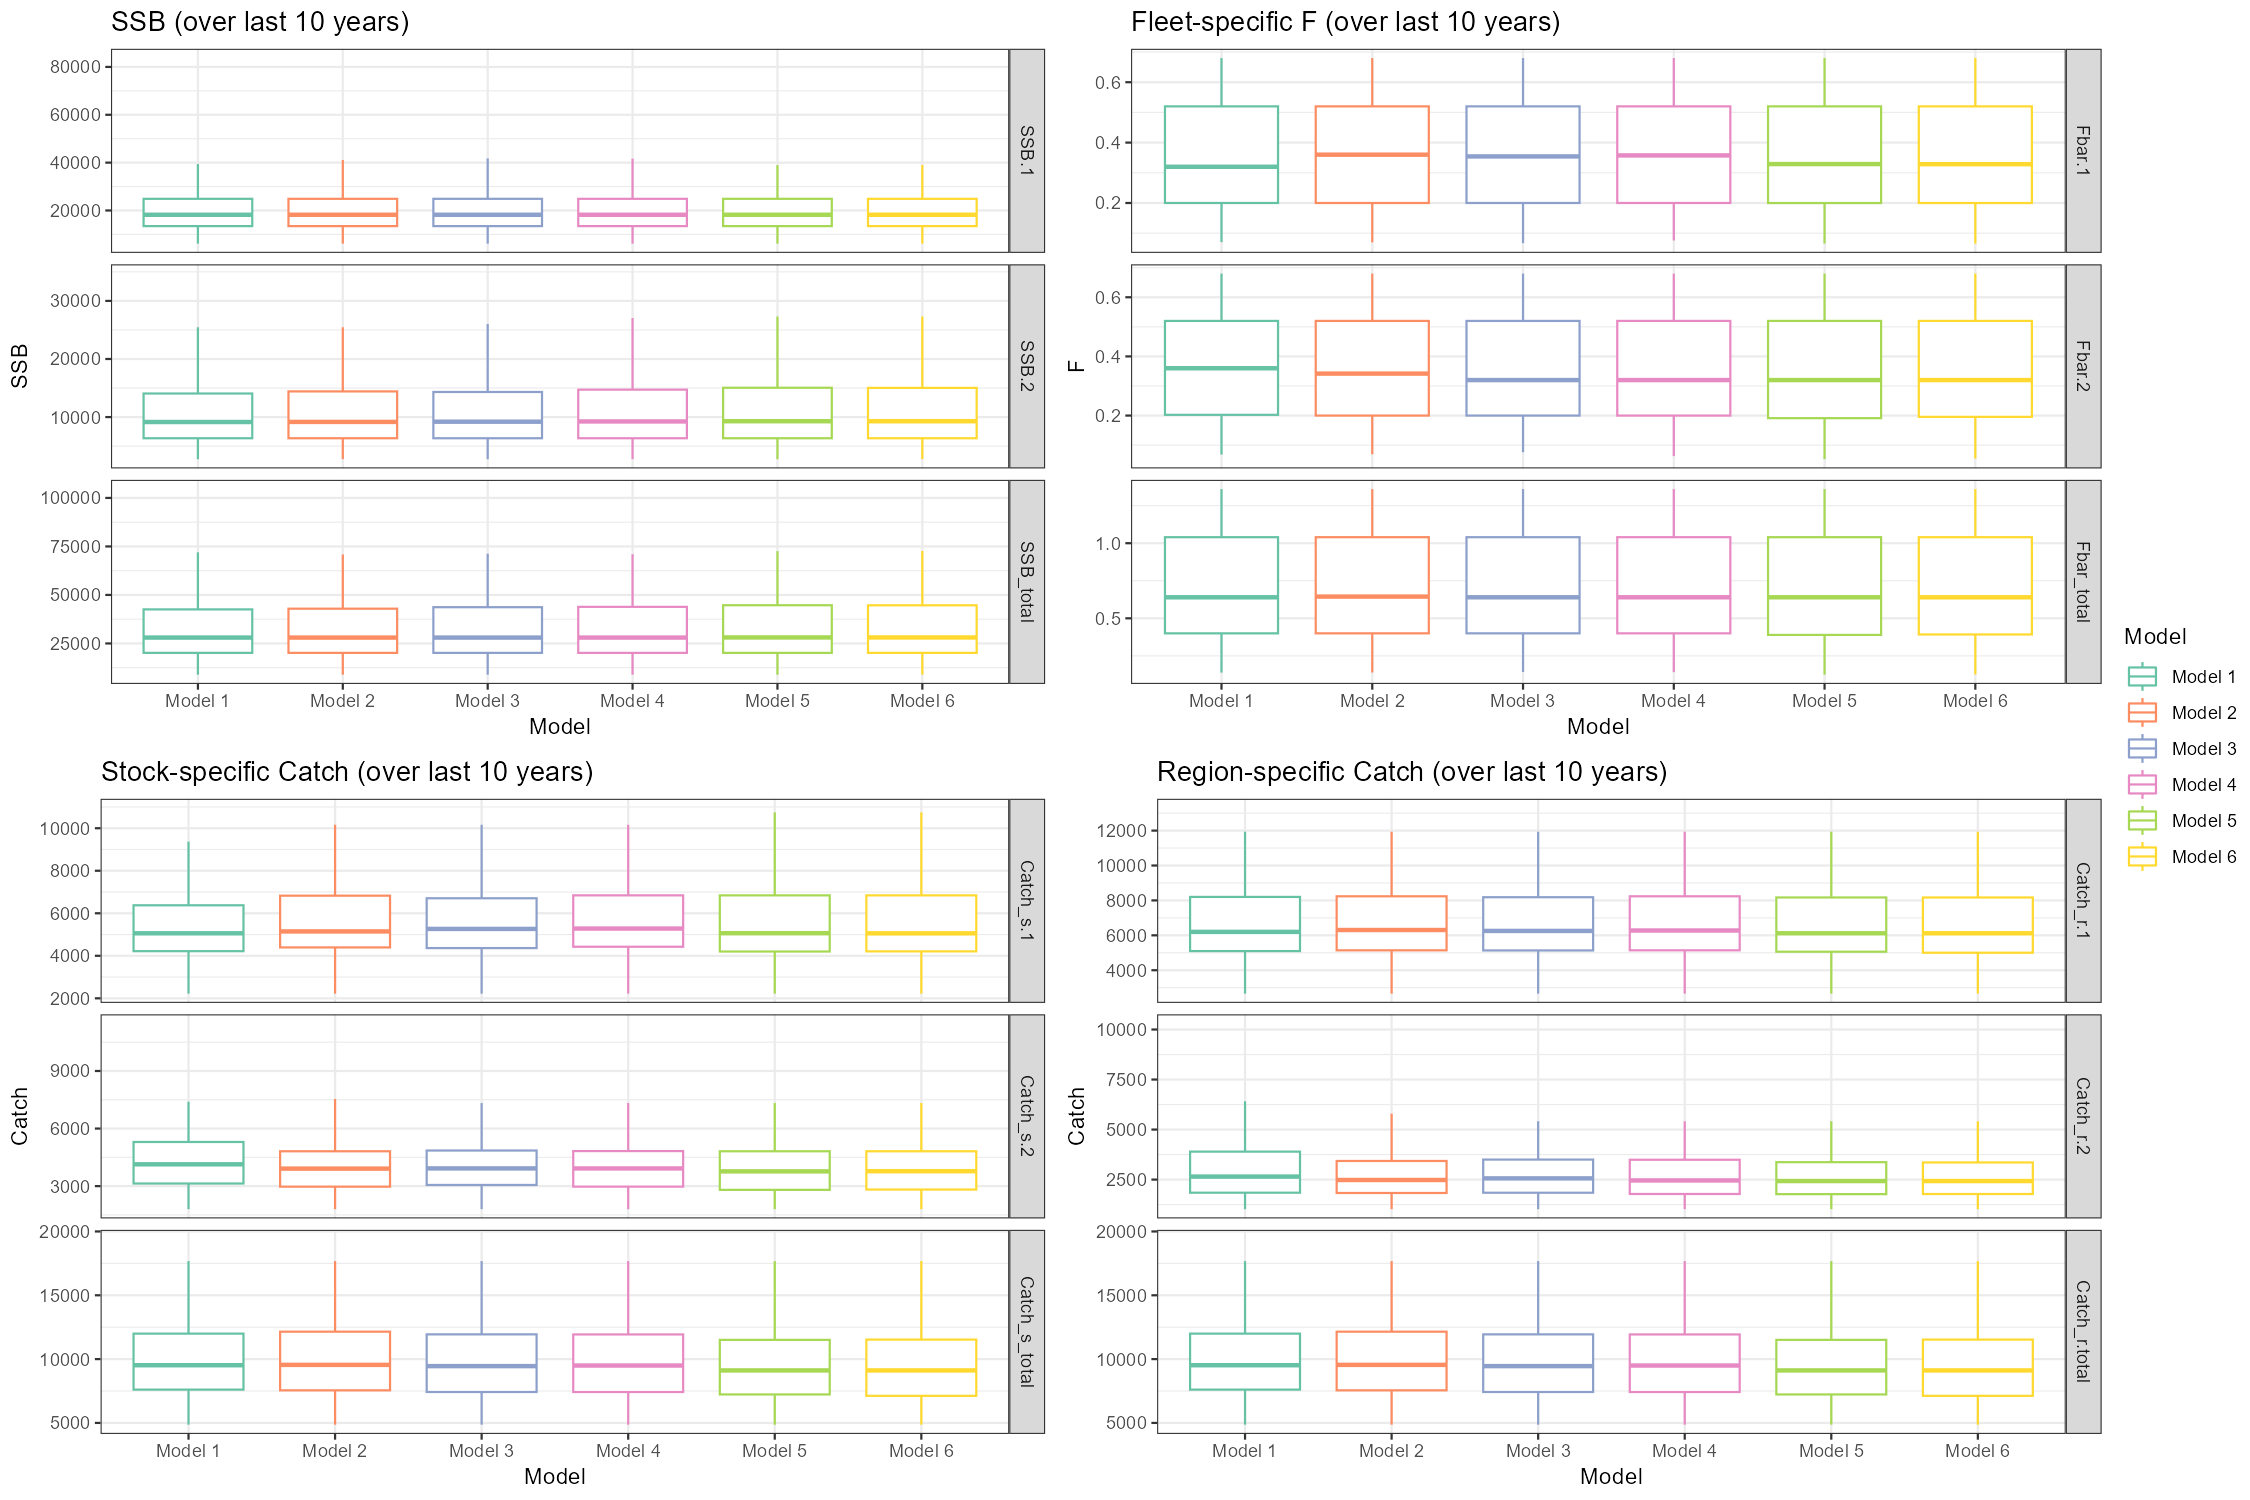 SSB (over last 10 years)
SSB
80000
60000
40000
20000
SSB.1
30000
20000
10000
SSB.2
100000
75000
50000
25000
SSB_total
Model 1 Model 2 Model 3 Model 4 Model 5 Model 6
Model
Fleet-specific F (over last 10 years)
F
0.6
0.4
0.2
Fbar.1
0.6
0.4
0.2
Fbar.2
1.0
0.5
Fbar_total
Model 1 Model 2 Model 3 Model 4 Model 5 Model 6
Model
Stock-specific Catch (over last 10 years)
Catch
10000
8000
6000
4000
2000
Catch_s.1
9000
6000
3000
Catch_s.2
20000
15000
10000
5000
Catch_s_total
Model 1 Model 2 Model 3 Model 4 Model 5 Model 6
Model
Region-specific Catch (over last 10 years)
Catch
12000
10000
8000
6000
4000
Catch_r.1
10000
7500
5000
2500
Catch_r.2
20000
15000
10000
5000
Catch_r.total
Model 1 Model 2 Model 3 Model 4 Model 5 Model 6
Model
Model
Model 1
Model 2
Model 3
Model 4
Model 5
Model 6